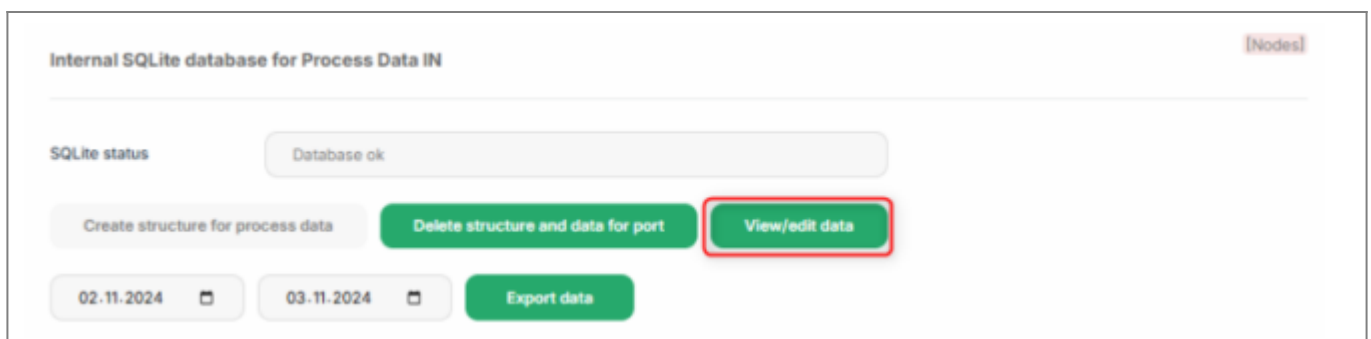 [Nodes]
Internal SQLite database for Process Data IN
SQLite status Database ok
Create structure for process data Delete structure and data for port View/edit data
02.11.2024 03.11.2024 Export data